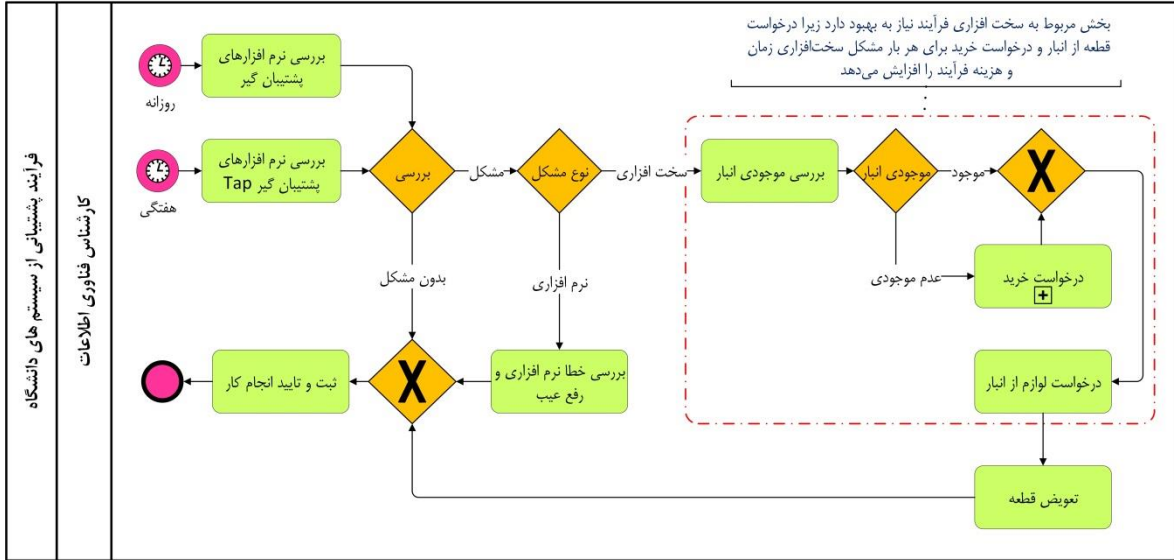 فرآیند پشتیبانی از سیستم های دانشگاه
کارشناس فناوری اطلاعات
بخش مربوط به سخت افزاری فرآیند نیاز به بهبود دارد زیرا درخواست
قطعه از انبار و درخواست خرید برای هر بار مشکل سخت‌افزاری زمان
و هزینه فرآیند را افزایش می‌دهد
روزانه
بررسی نرم افزارهای
پشتیبان گیر
هفتگی
بررسی نرم افزارهای
پشتیبان گیر Tap
بررسی
مشکل
نوع مشکل
سخت افزاری
بررسی موجودی انبار
موجودی انبار
موجود
X
بدون مشکل
نرم افزاری
عدم موجودی
درخواست خرید
ثبت و تایید انجام کار
X
بررسی خطا نرم افزاری و
رفع عیب
درخواست لوازم از انبار
تعویض قطعه